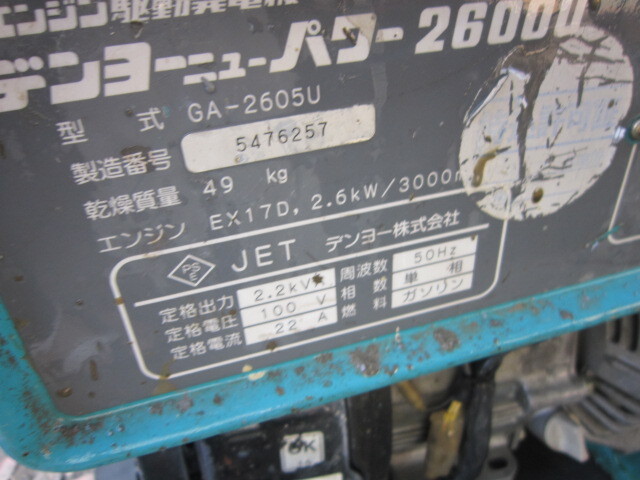 エンジン駆動発電機
デンヨーニューパワー 2600U
型式 GA-2605U
製造番号 5476257
乾燥質量 49 kg
エンジン EX17D, 2.6kW/3000
PSE JET デンヨー株式会社
定格出力 2.2kV 周波数 50Hz
定格電圧 100 V 相数 単相
定格電流 22 A 燃料 ガソリン